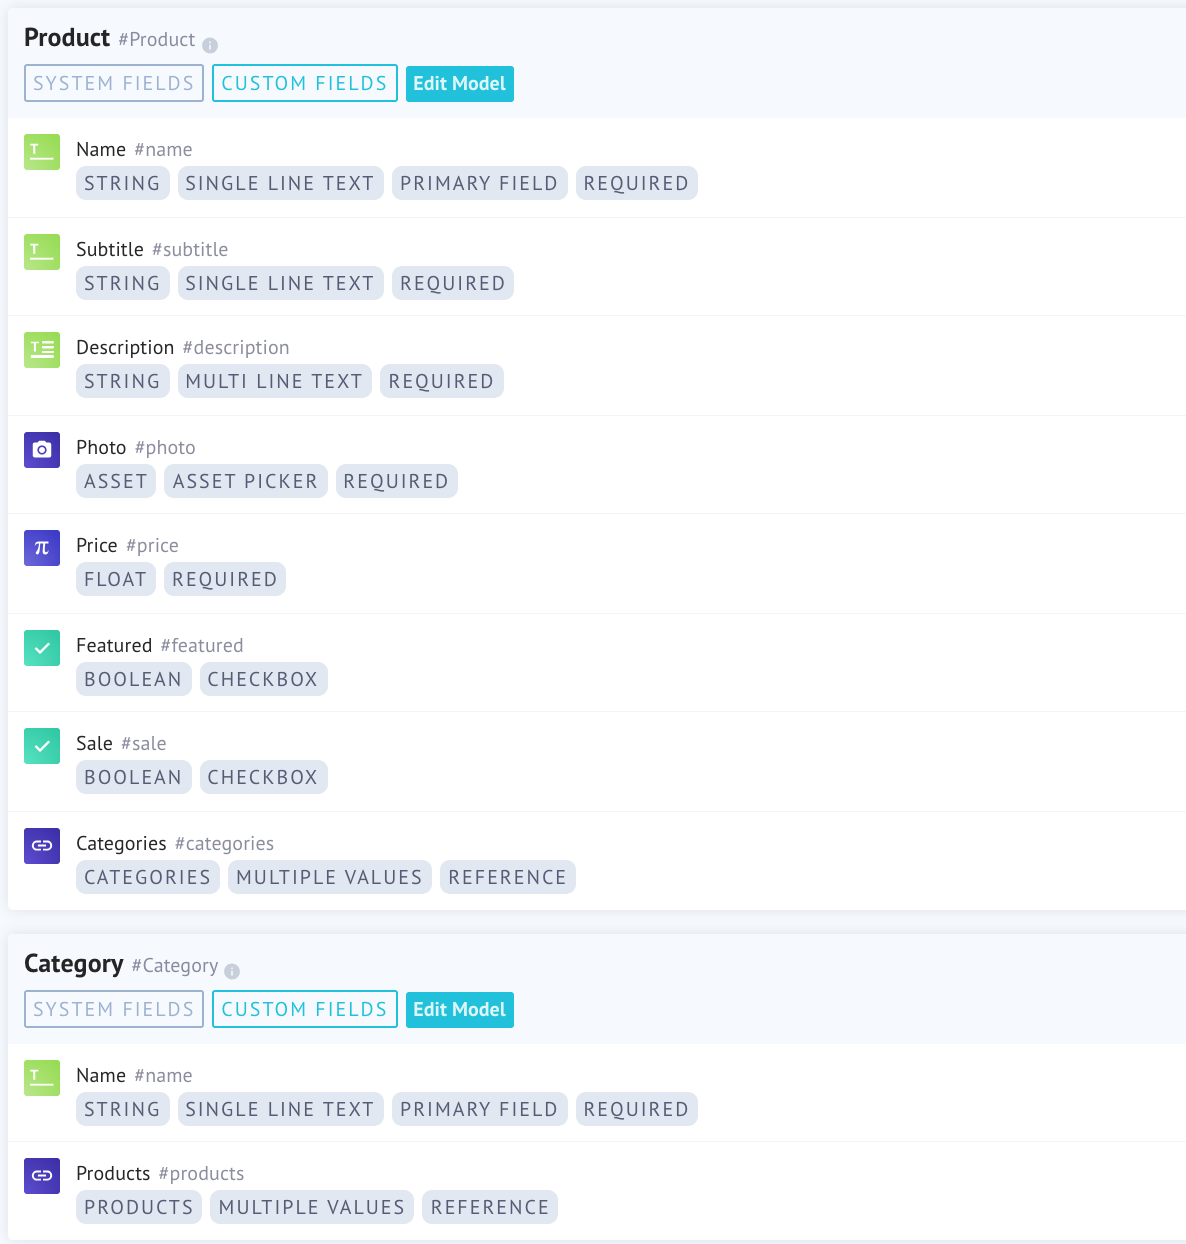 Product #Product
SYSTEM FIELDS CUSTOM FIELDS Edit Model
Name #name
STRING SINGLE LINE TEXT PRIMARY FIELD REQUIRED
Subtitle #subtitle
STRING SINGLE LINE TEXT REQUIRED
Description #description
STRING MULTI LINE TEXT REQUIRED
Photo #photo
ASSET ASSET PICKER REQUIRED
Price #price
FLOAT REQUIRED
Featured #featured
BOOLEAN CHECKBOX
Sale #sale
BOOLEAN CHECKBOX
Categories #categories
CATEGORIES MULTIPLE VALUES REFERENCE
Category #Category
SYSTEM FIELDS CUSTOM FIELDS Edit Model
Name #name
STRING SINGLE LINE TEXT PRIMARY FIELD REQUIRED
Products #products
PRODUCTS MULTIPLE VALUES REFERENCE